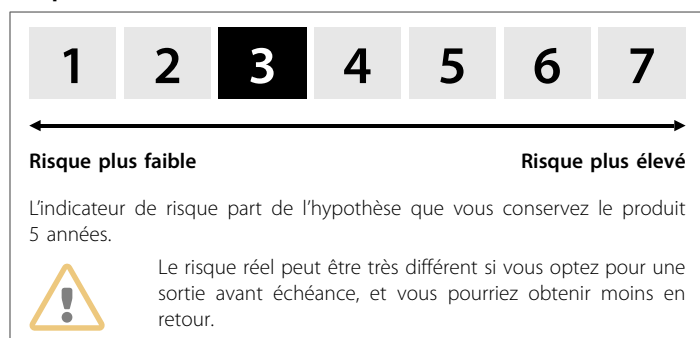 1 2 3 4 5 6 7
Risque plus faible Risque plus élevé
L'indicateur de risque part de l'hypothèse que vous conservez le produit
5 années.
Le risque réel peut être très différent si vous optez pour une
sortie avant échéance, et vous pourriez obtenir moins en
retour.